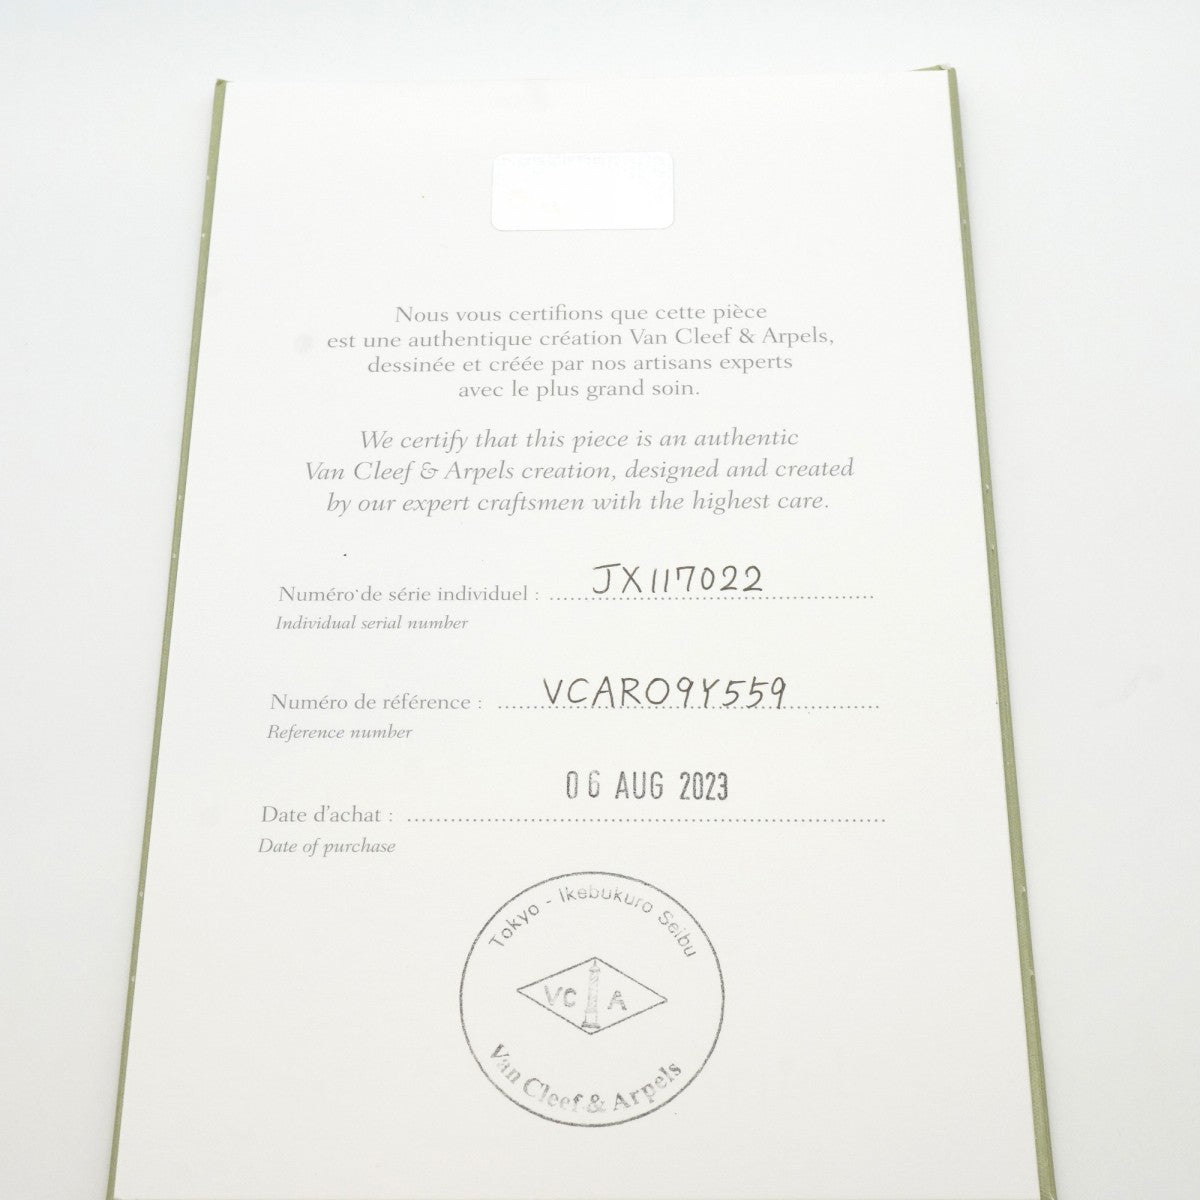 Nous vous certifions que cette pièce
est une authentique création Van Cleef & Arpels,
dessinée et créée par nos artisans experts
avec le plus grand soin.
We certify that this piece is an authentic
Van Cleef & Arpels creation, designed and created
by our expert craftsmen with the highest care.
Numéro de série individuel : JX117022
Individual serial number
Numéro de référence : VCARO9Y559
Reference number
06 AUG 2023
Date d'achat :
Date of purchase
Tokyo - Ikebukuro Seibu
VC A
Van Cleef & Arpels